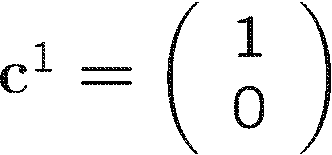 c¹ = ( 1
0 )